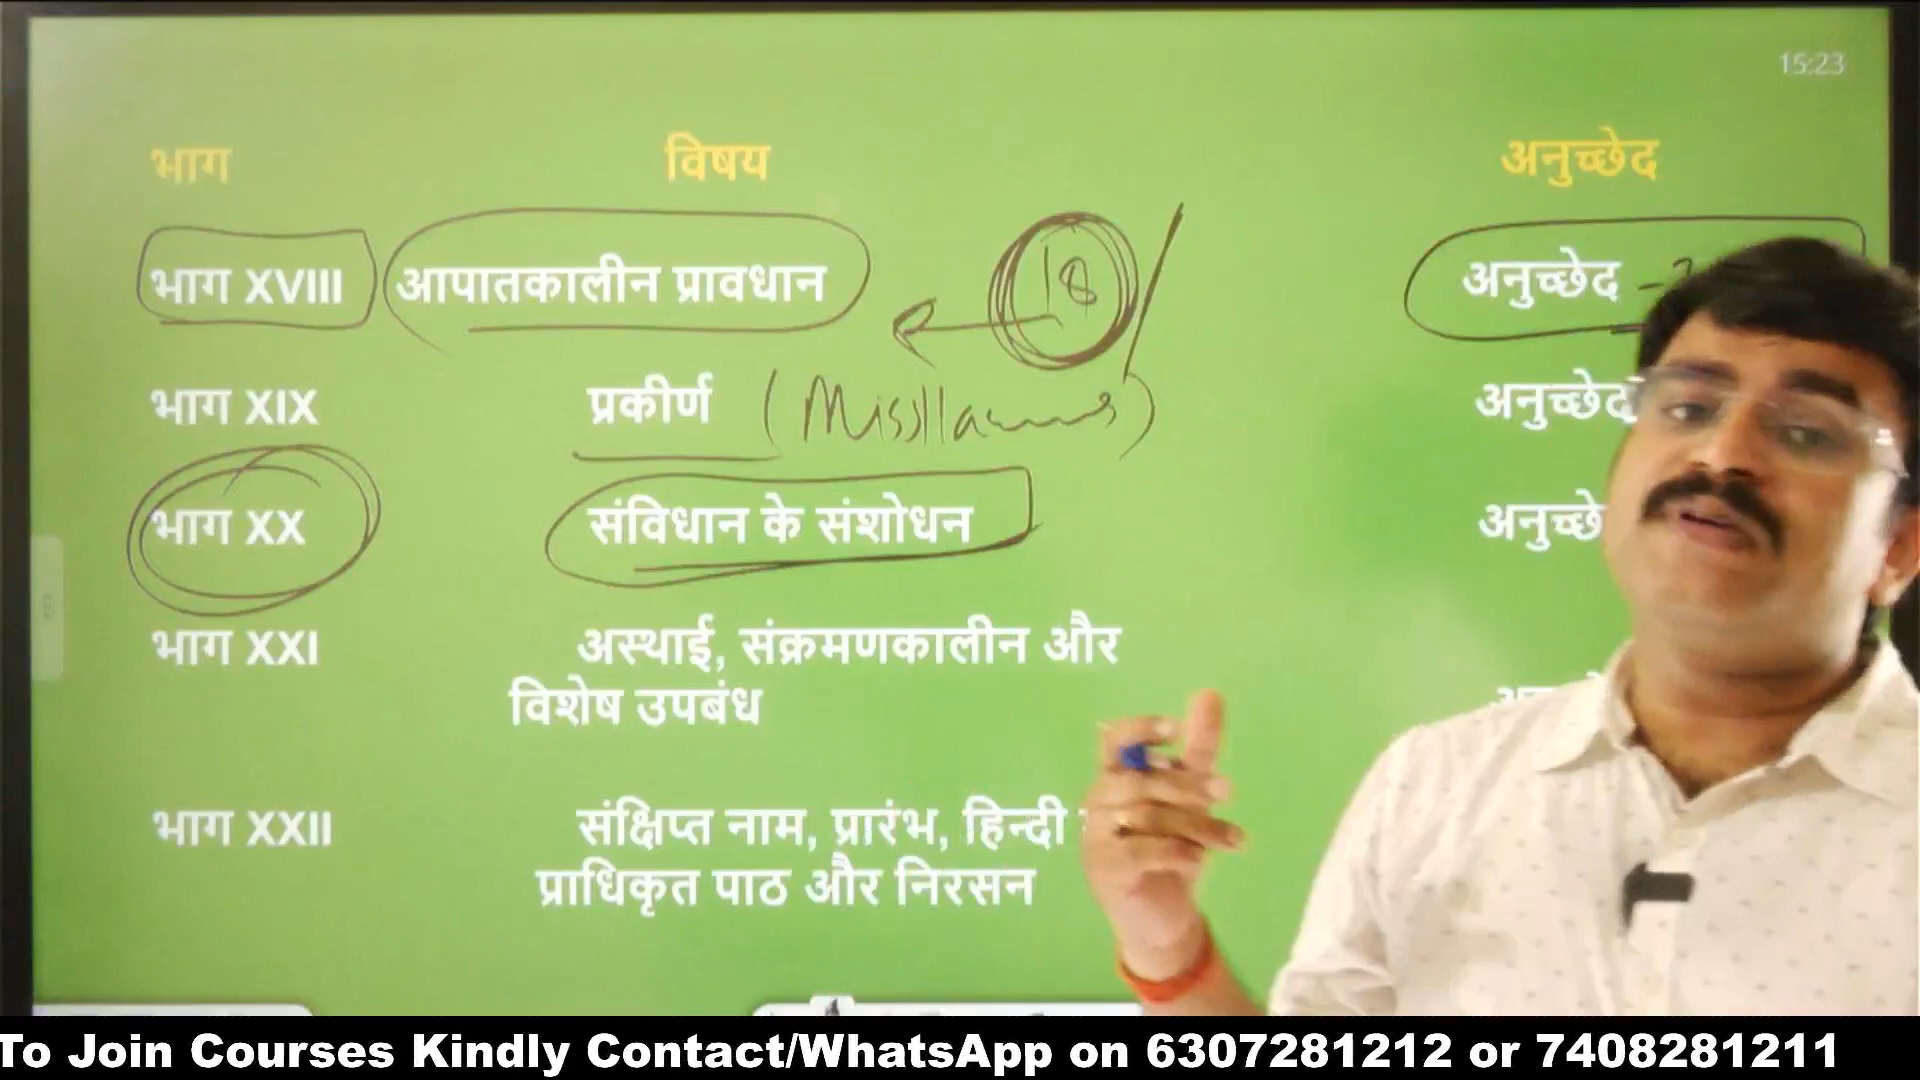 15:23
भाग विषय अनुच्छेद
भाग XVIII आपातकालीन प्रावधान 18 अनुच्छेद
भाग XIX प्रकीर्ण अनुच्छेद
भाग XX संविधान के संशोधन
भाग XXI अस्थाई, संक्रमणकालीन और
विशेष उपबंध
भाग XXII संक्षिप्त नाम, प्रारंभ, हिन्दी
प्राधिकृत पाठ और निरसन
To Join Courses Kindly Contact/WhatsApp on 6307281212 or 7408281211